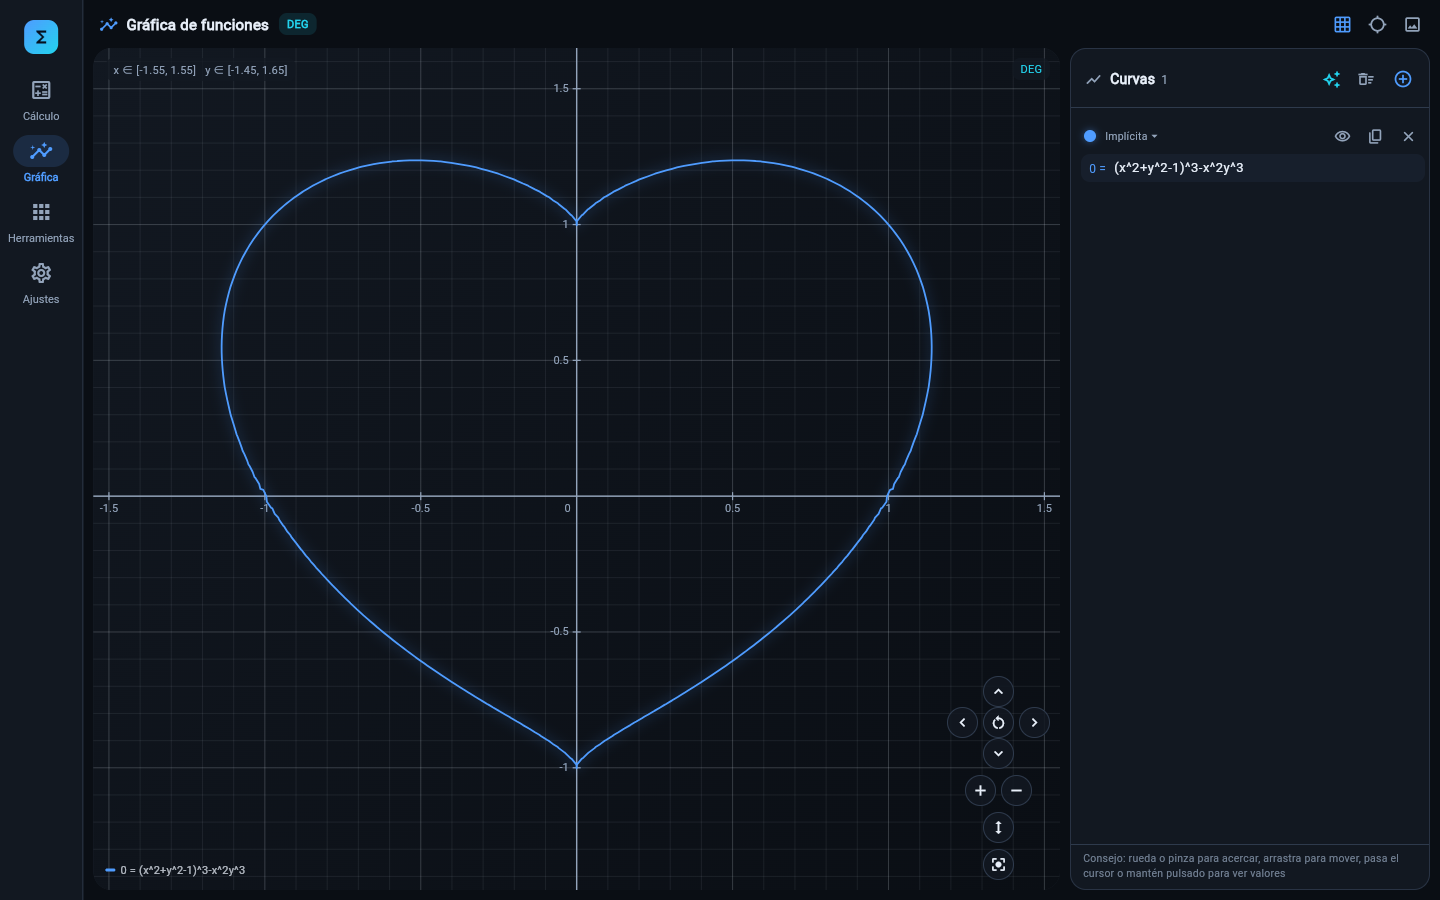 Σ
Gráfica de funciones DEG
Cálculo
Gráfica
Herramientas
Ajustes
x ∈ [-1.55, 1.55] y ∈ [-1.45, 1.65]
DEG
1.5
1
0.5
-1.5 -1 -0.5 0 0.5 1 1.5
-0.5
-1
0 = (x^2+y^2-1)^3-x^2y^3
Curvas 1
Implícita
0 = (x^2+y^2-1)^3-x^2y^3
Consejo: rueda o pinza para acercar, arrastra para mover, pasa el
cursor o mantén pulsado para ver valores